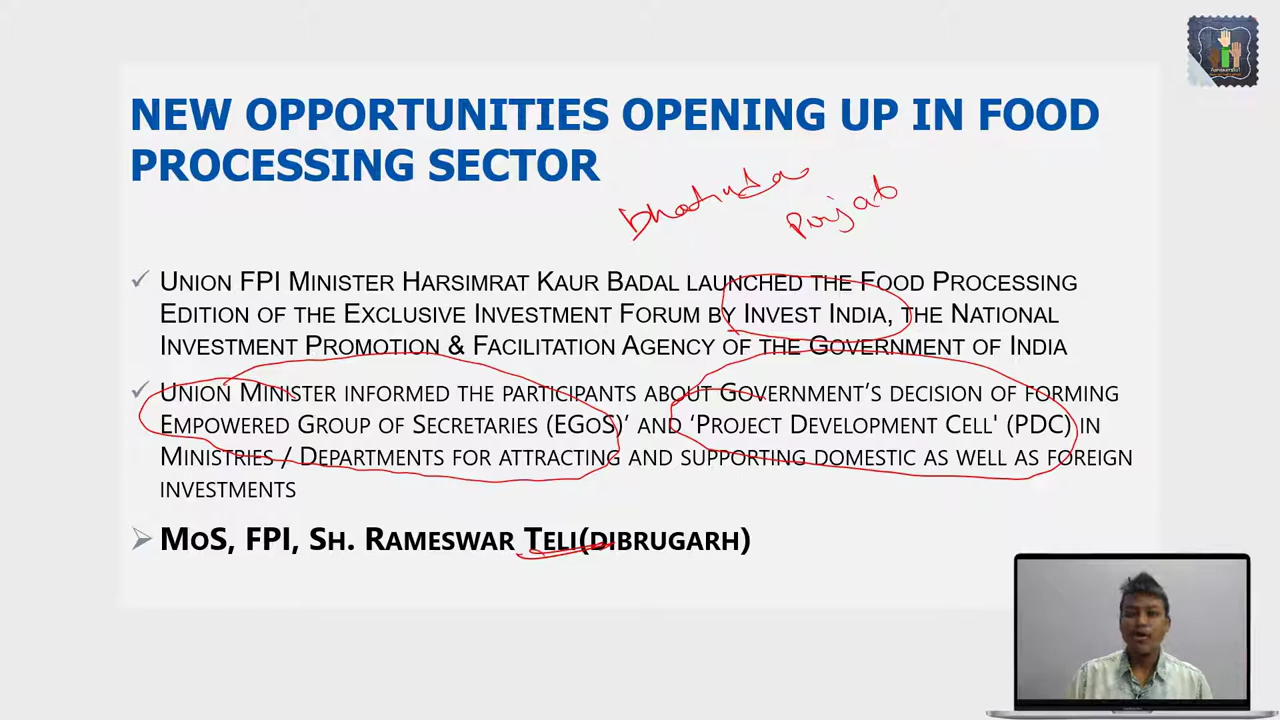 NEW OPPORTUNITIES OPENING UP IN FOOD
PROCESSING SECTOR
Bhatinda
Punjab
UNION FPI MINISTER HARSIMRAT KAUR BADAL LAUNCHED THE FOOD PROCESSING
EDITION OF THE EXCLUSIVE INVESTMENT FORUM BY INVEST INDIA, THE NATIONAL
INVESTMENT PROMOTION & FACILITATION AGENCY OF THE GOVERNMENT OF INDIA
UNION MINISTER INFORMED THE PARTICIPANTS ABOUT GOVERNMENT’S DECISION OF FORMING
EMPOWERED GROUP OF SECRETARIES (EGOS)’ AND ‘PROJECT DEVELOPMENT CELL' (PDC) IN
MINISTRIES / DEPARTMENTS FOR ATTRACTING AND SUPPORTING DOMESTIC AS WELL AS FOREIGN
INVESTMENTS
MOS, FPI, SH. RAMESWAR TELI(DIBRUGARH)